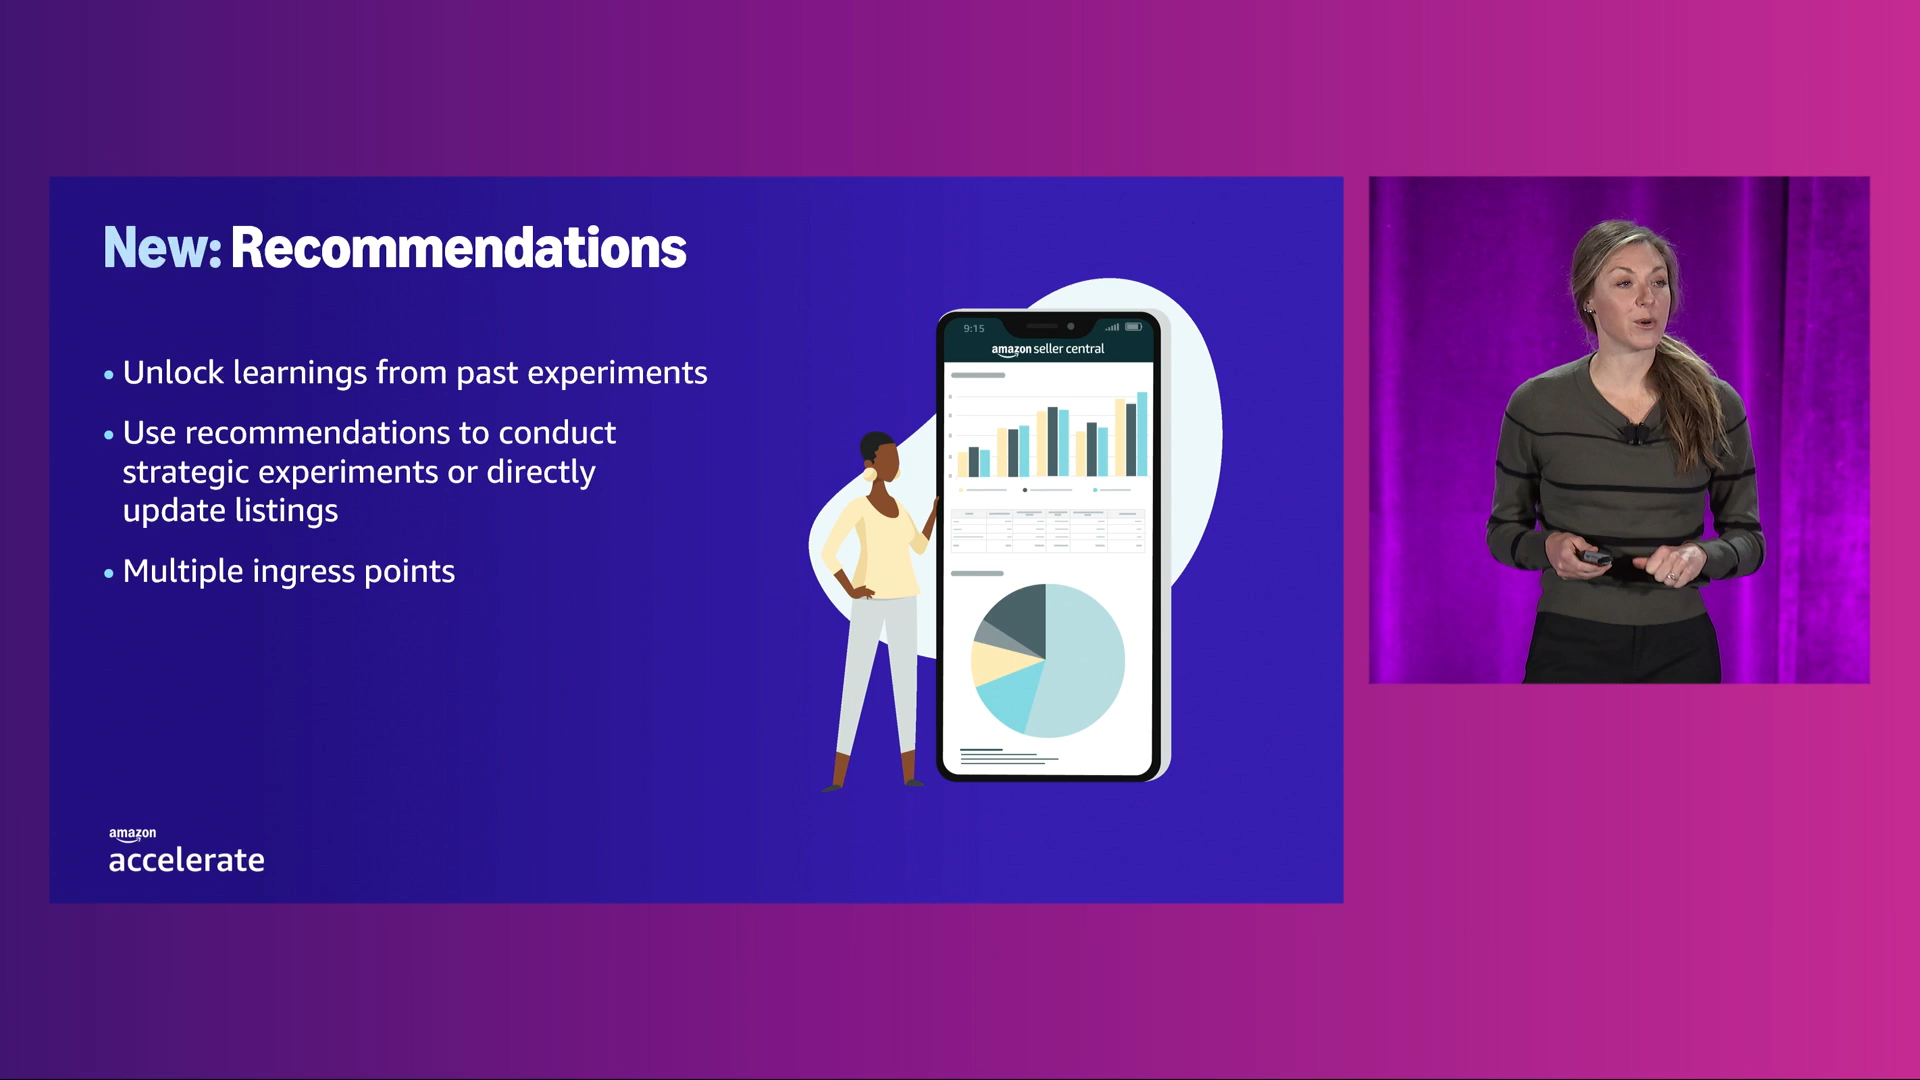 New: Recommendations
• Unlock learnings from past experiments
• Use recommendations to conduct
strategic experiments or directly
update listings
• Multiple ingress points
9:15
amazon seller central
amazon
accelerate